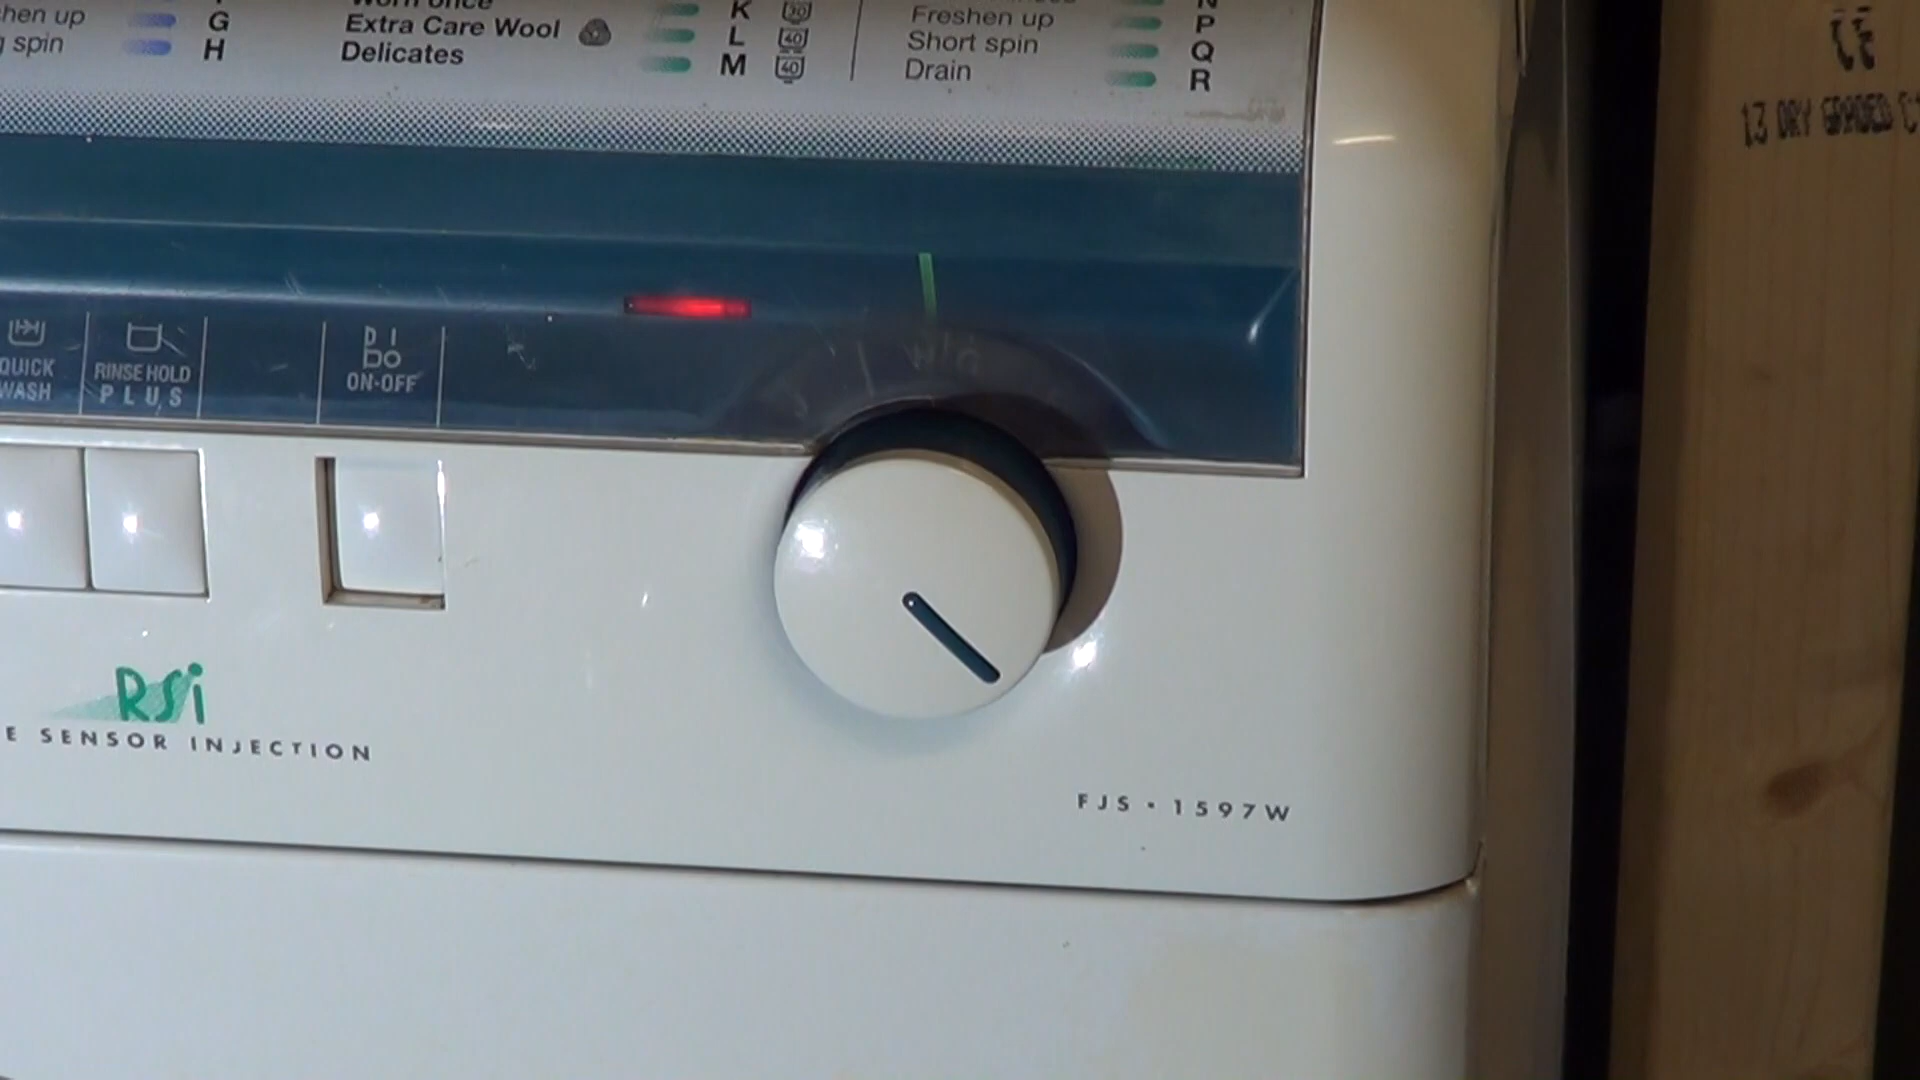 hen up G
spin H
Extra Care Wool L 40
Delicates M 40
K 30
Freshen up P
Short spin Q
Drain R
13 DRY GRADED
QUICK
WASH
RINSE HOLD
PLUS
ON-OFF
RSi
E SENSOR INJECTION
FJS · 1597W